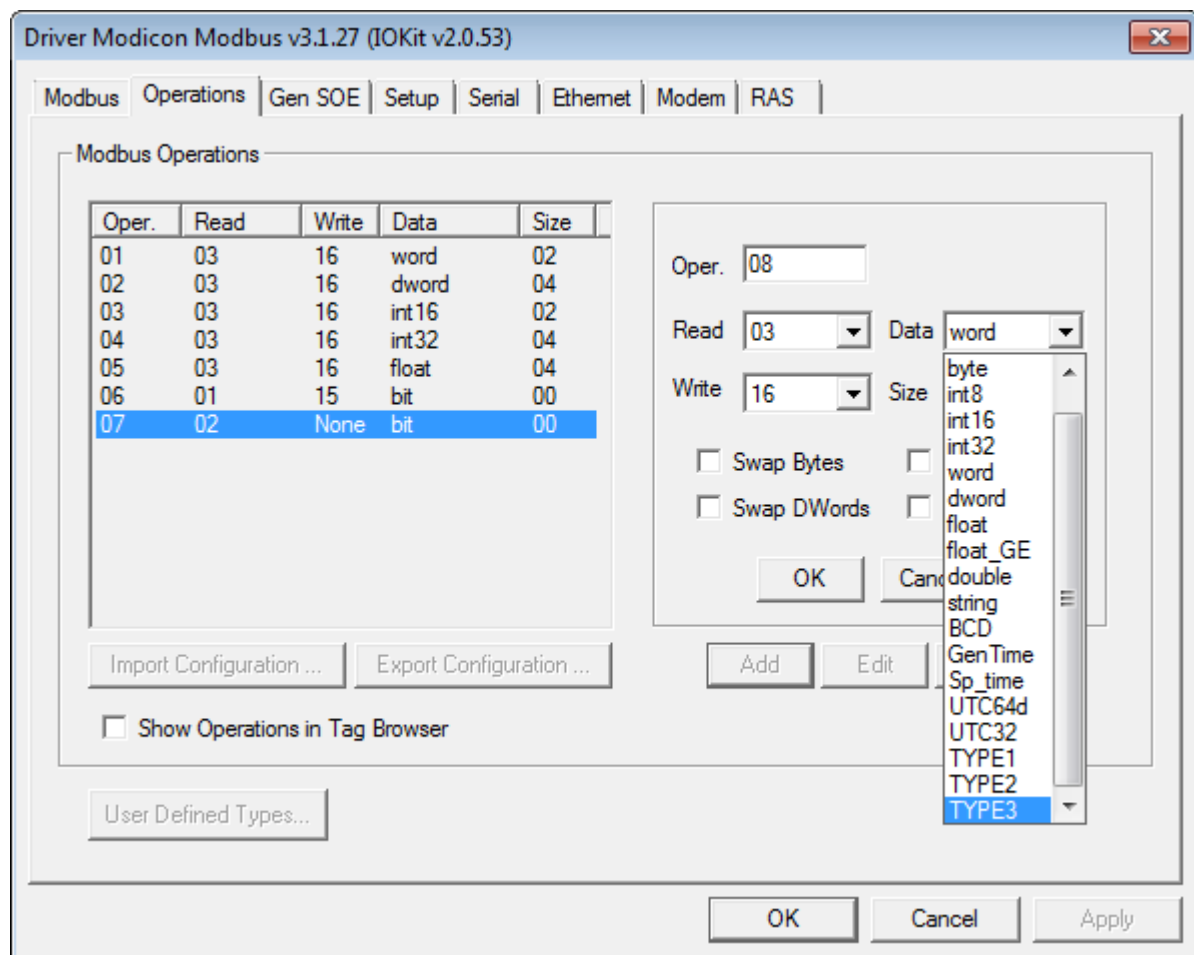 Driver Modicon Modbus v3.1.27 (IOKit v2.0.53)
Modbus Operations Gen SOE Setup Serial Ethernet Modem RAS
Modbus Operations
Oper. Read Write Data Size
01 03 16 word 02
02 03 16 dword 04
03 03 16 int16 02
04 03 16 int32 04
05 03 16 float 04
06 01 15 bit 00
07 02 None bit 00
Oper. 08
Read 03 Data word
Write 16 Size
Swap Bytes
Swap DWords
OK
byte
int8
int16
int32
word
dword
float
float_GE
double
string
BCD
GenTime
Sp_time
UTC64d
UTC32
TYPE1
TYPE2
TYPE3
Import Configuration ... Export Configuration ... Add Edit
Show Operations in Tag Browser
User Defined Types...
OK Cancel Apply